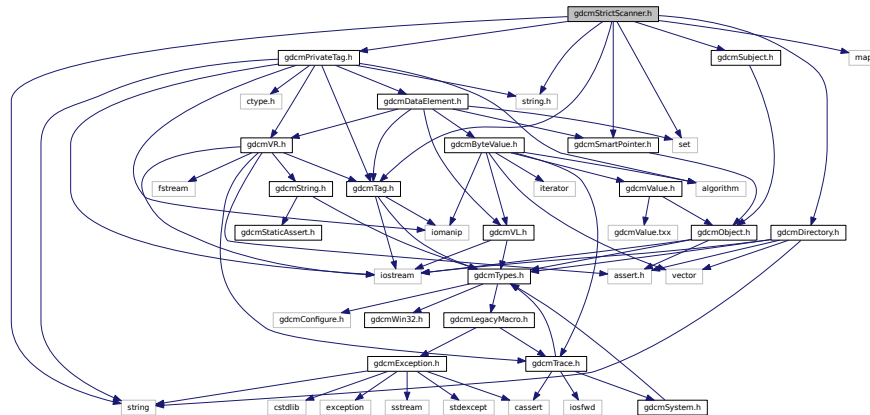 gdcmStrictScanner.h
gdcmPrivateTag.h
gdcmSubject.h
map
ctype.h
gdcmDataElement.h
string.h
gdcmVR.h
gdcmByteValue.h
gdcmSmartPointer.h
set
fstream
gdcmString.h
gdcmTag.h
iterator
gdcmValue.h
algorithm
gdcmStaticAssert.h
iomanip
gdcmVL.h
gdcmValue.txx
gdcmObject.h
gdcmDirectory.h
iostream
gdcmTypes.h
assert.h
vector
gdcmConfigure.h
gdcmWin32.h
gdcmLegacyMacro.h
gdcmException.h
gdcmTrace.h
string
cstdlib
exception
sstream
stdexcept
cassert
iosfwd
gdcmSystem.h